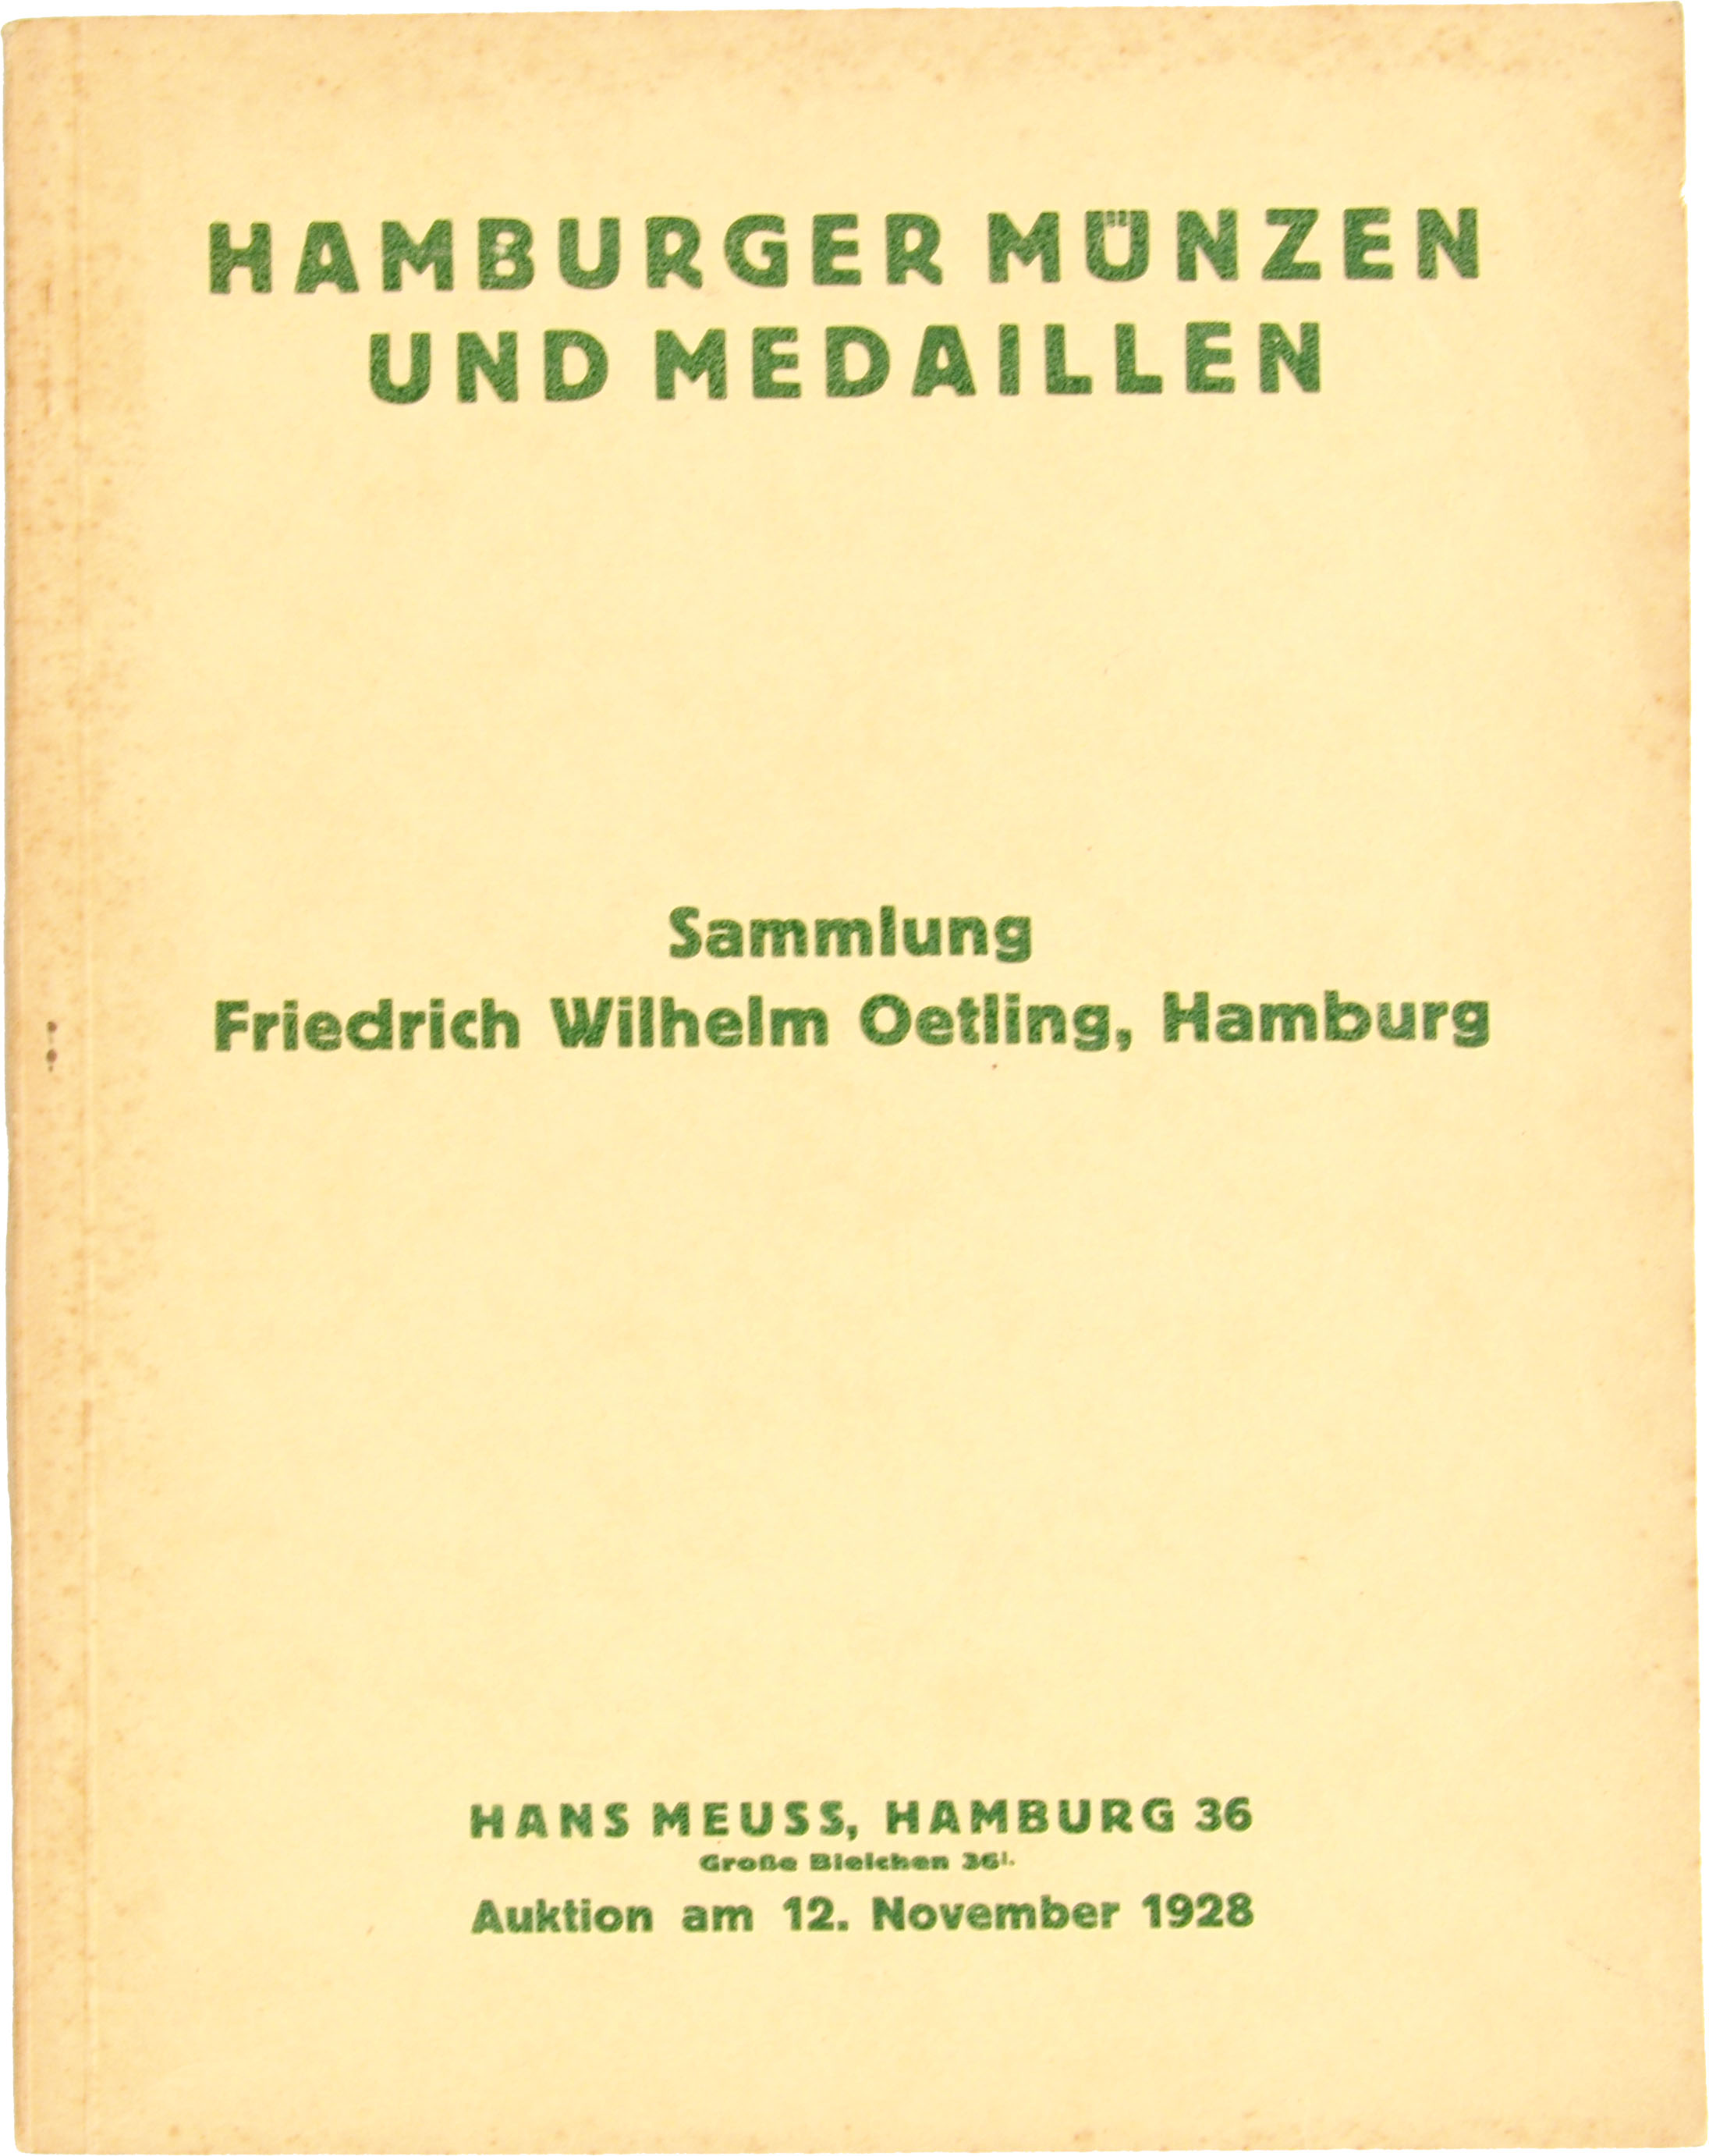 HAMBURGER MÜNZEN
UND MEDAILLEN
Sammlung
Friedrich Wilhelm Oetling, Hamburg
HANS MEUSS, HAMBURG 36
Große Bleichen 36I.
Auktion am 12. November 1928